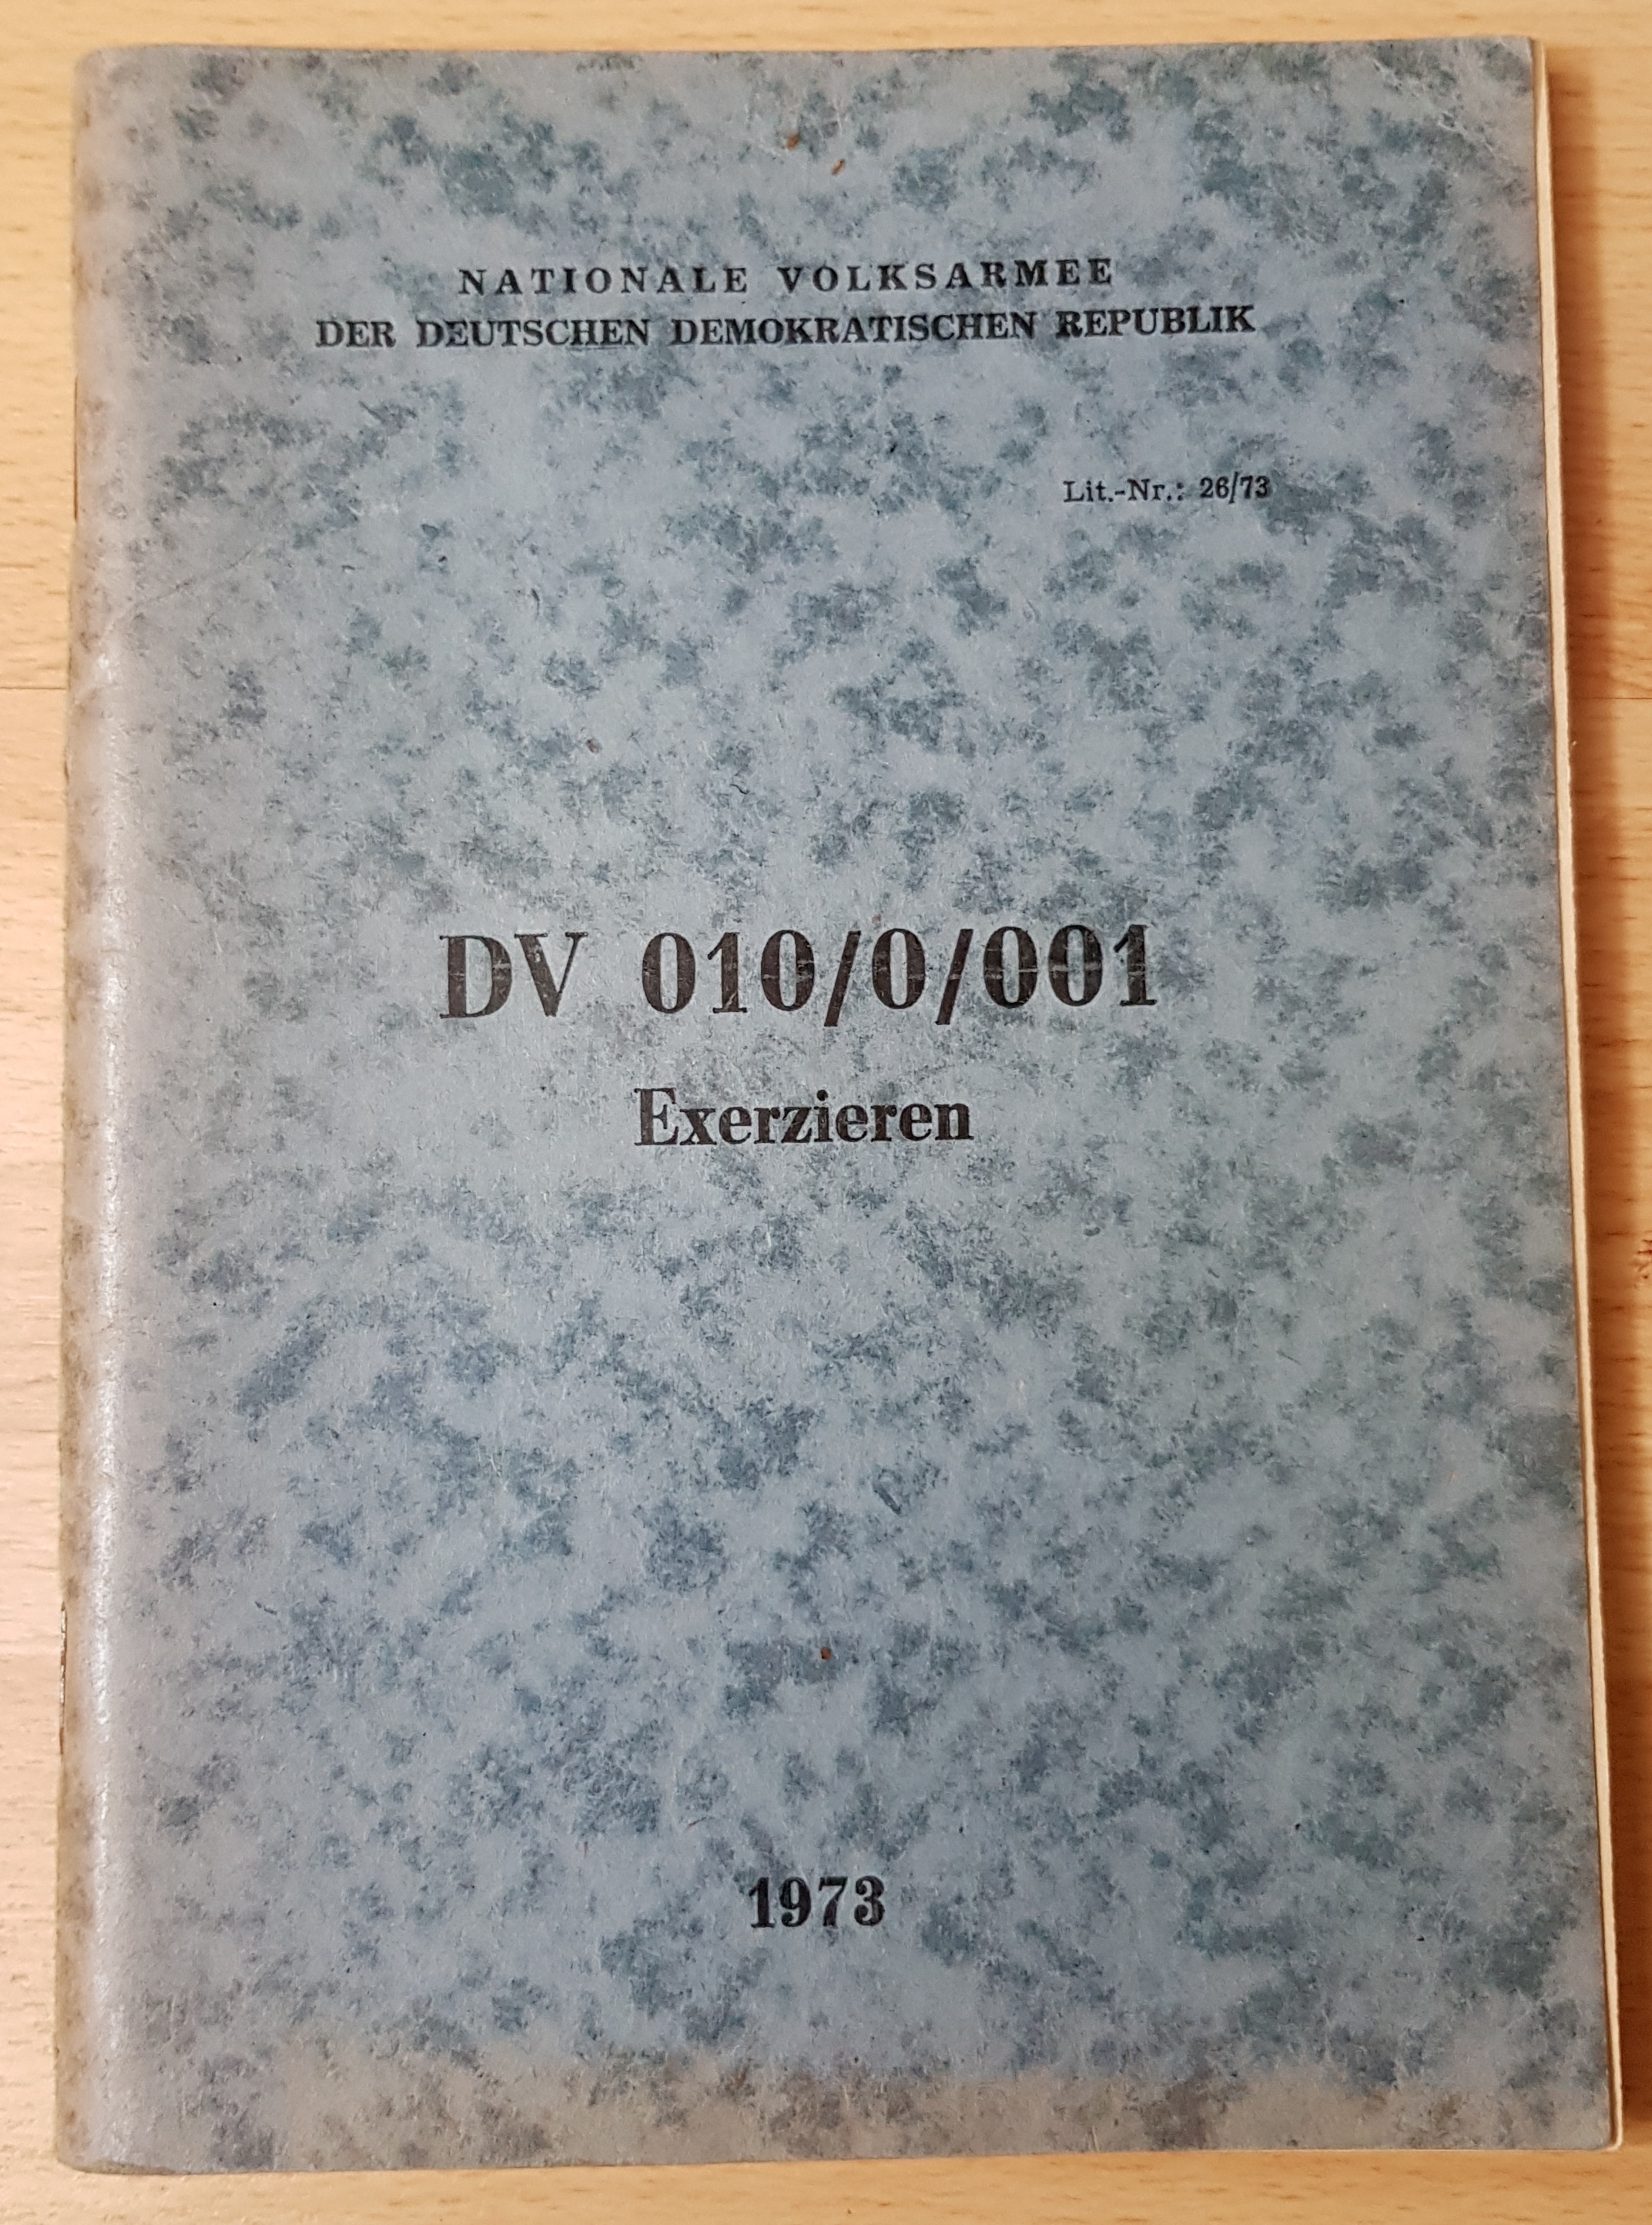 NATIONALE VOLKSARMEE
DER DEUTSCHEN DEMOKRATISCHEN REPUBLIK
Lit.-Nr.: 26/73
DV 010/0/001
Exerzieren
1973